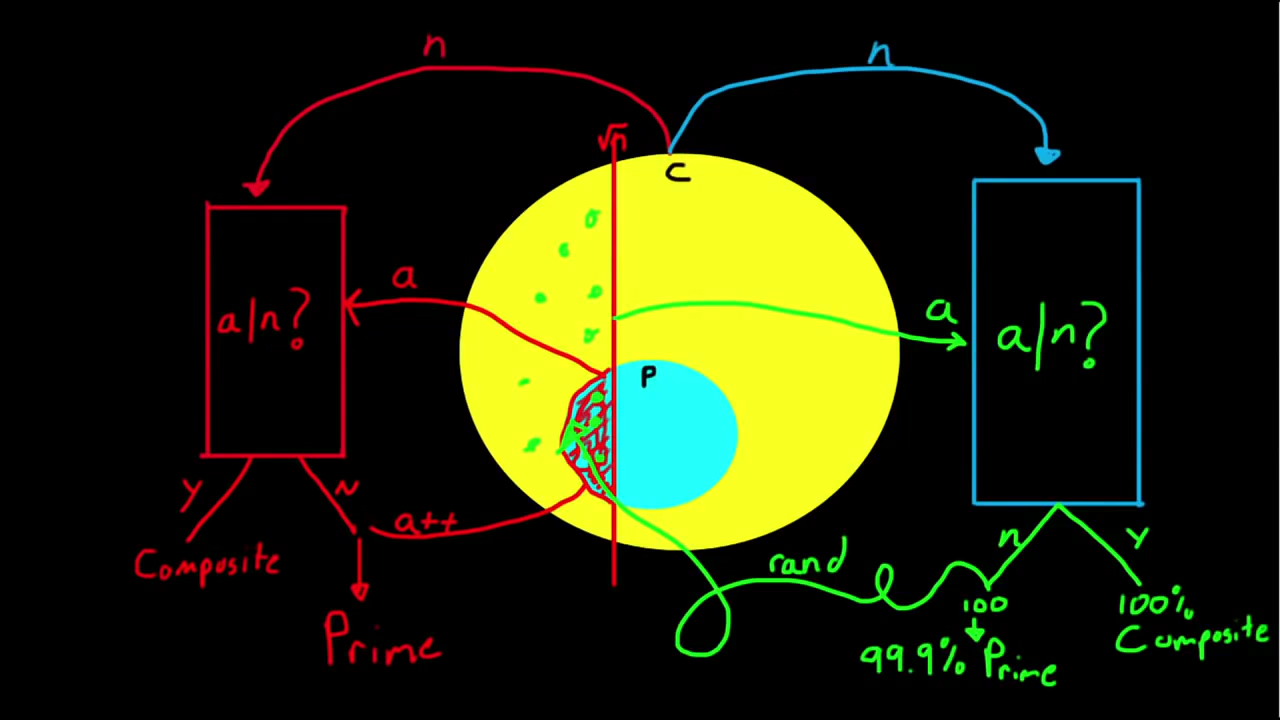 n
n
√n
C
a
a
a|n?
a|n?
P
Y
N
a++
Composite
Prime
rand
n
Y
100
100%
Composite
99.9% Prime